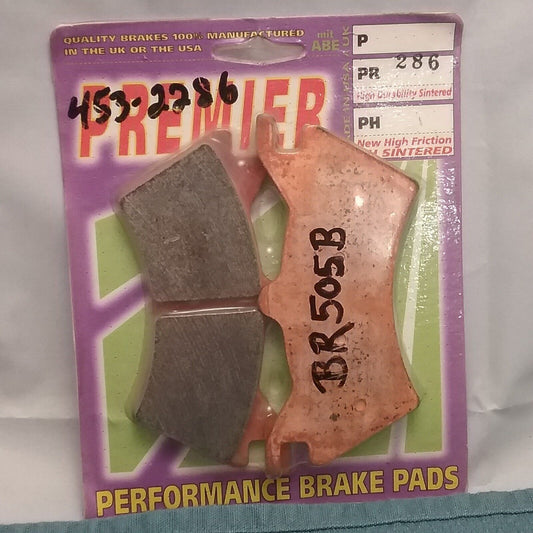 QUALITY BRAKES 100% MANUFACTURED
IN THE UK OR THE USA
mit
ABE
P
PR 286
High Durability Sintered
PH
New High Friction
SINTERED
PREMIER
453-2286
BR505B
PERFORMANCE BRAKE PADS